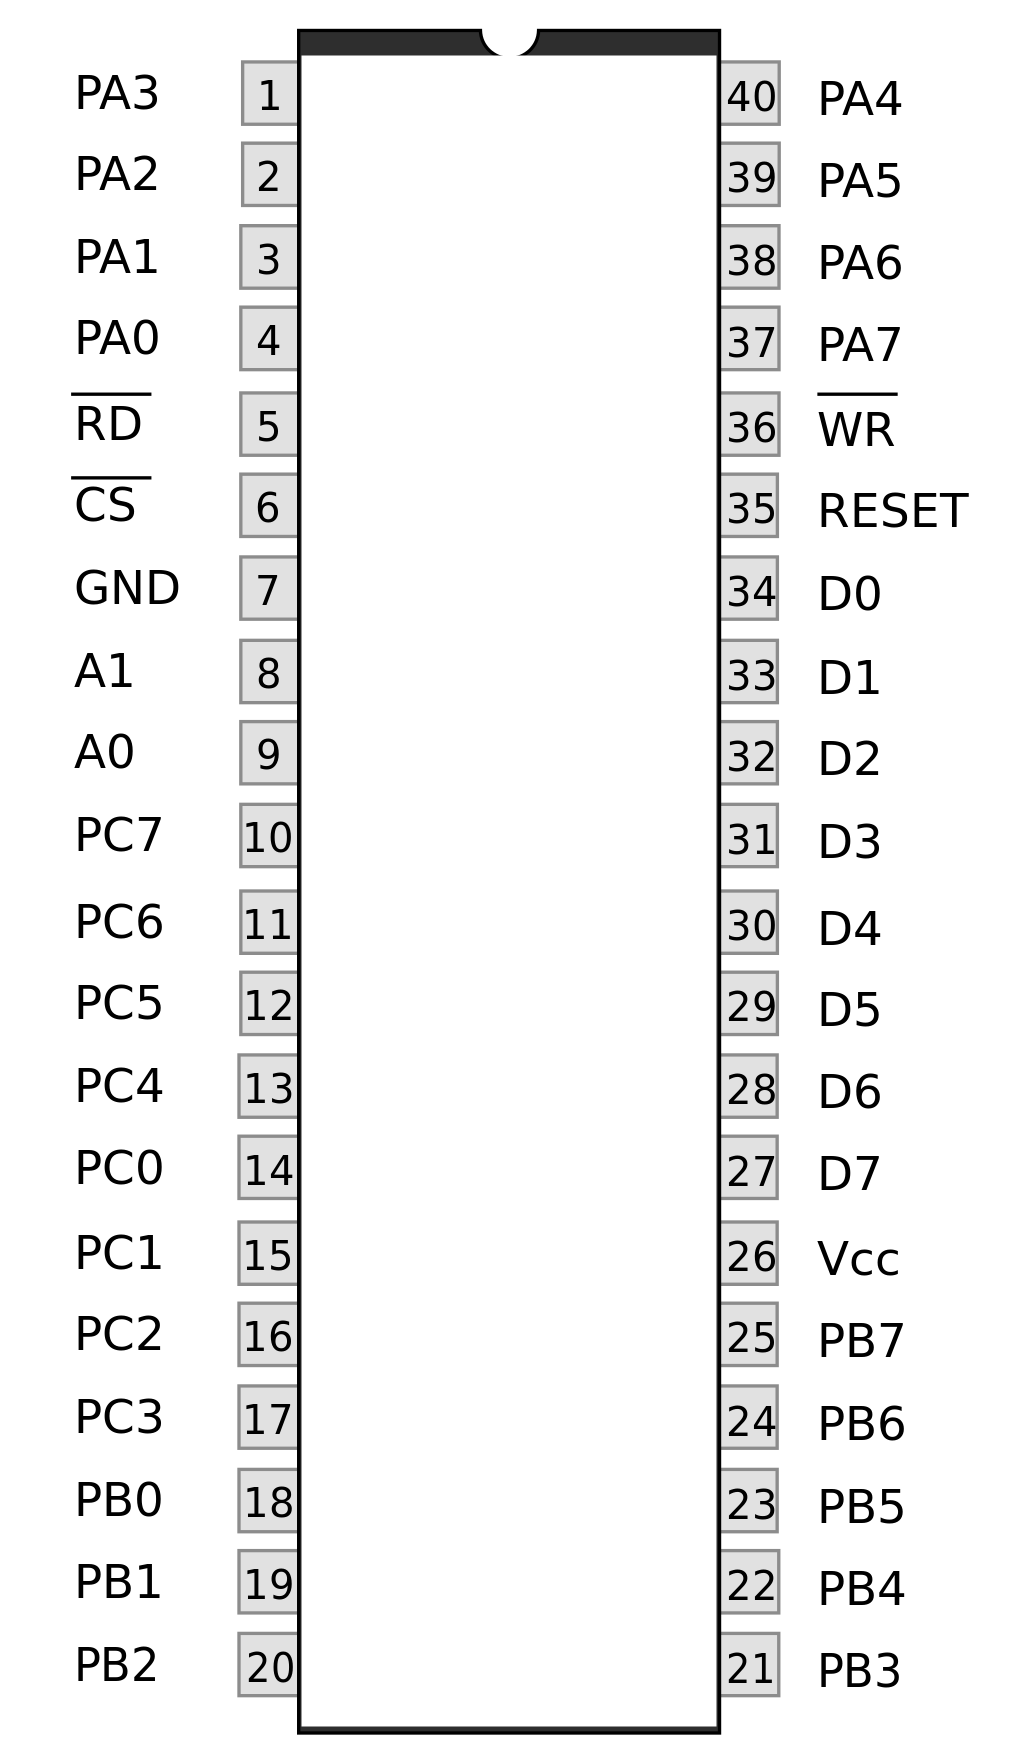 PA3 1 40 PA4
PA2 2 39 PA5
PA1 3 38 PA6
PA0 4 37 PA7
RD 5 36 WR
CS 6 35 RESET
GND 7 34 D0
A1 8 33 D1
A0 9 32 D2
PC7 10 31 D3
PC6 11 30 D4
PC5 12 29 D5
PC4 13 28 D6
PC0 14 27 D7
PC1 15 26 Vcc
PC2 16 25 PB7
PC3 17 24 PB6
PB0 18 23 PB5
PB1 19 22 PB4
PB2 20 21 PB3